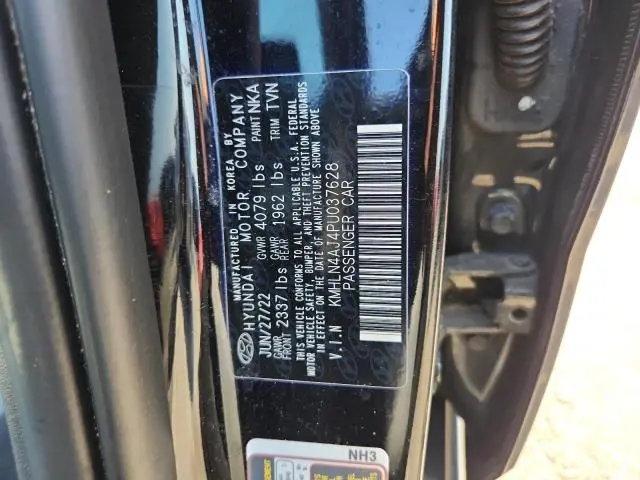 MANUFACTURED IN KOREA BY
HYUNDAI MOTOR COMPANY
JUN/27/22 GVWR 4079 lbs PAINT NKA
GAWR FRONT 2337 lbs GAWR REAR 1962 lbs TRIM TVN
THIS VEHICLE CONFORMS TO ALL APPLICABLE U.S.A. FEDERAL
MOTOR VEHICLE SAFETY, BUMPER, AND THEFT PREVENTION STANDARDS
IN EFFECT ON THE DATE OF MANUFACTURE SHOWN ABOVE
V.I.N KMHLN4AJ4PU037628
PASSENGER CAR
NH3